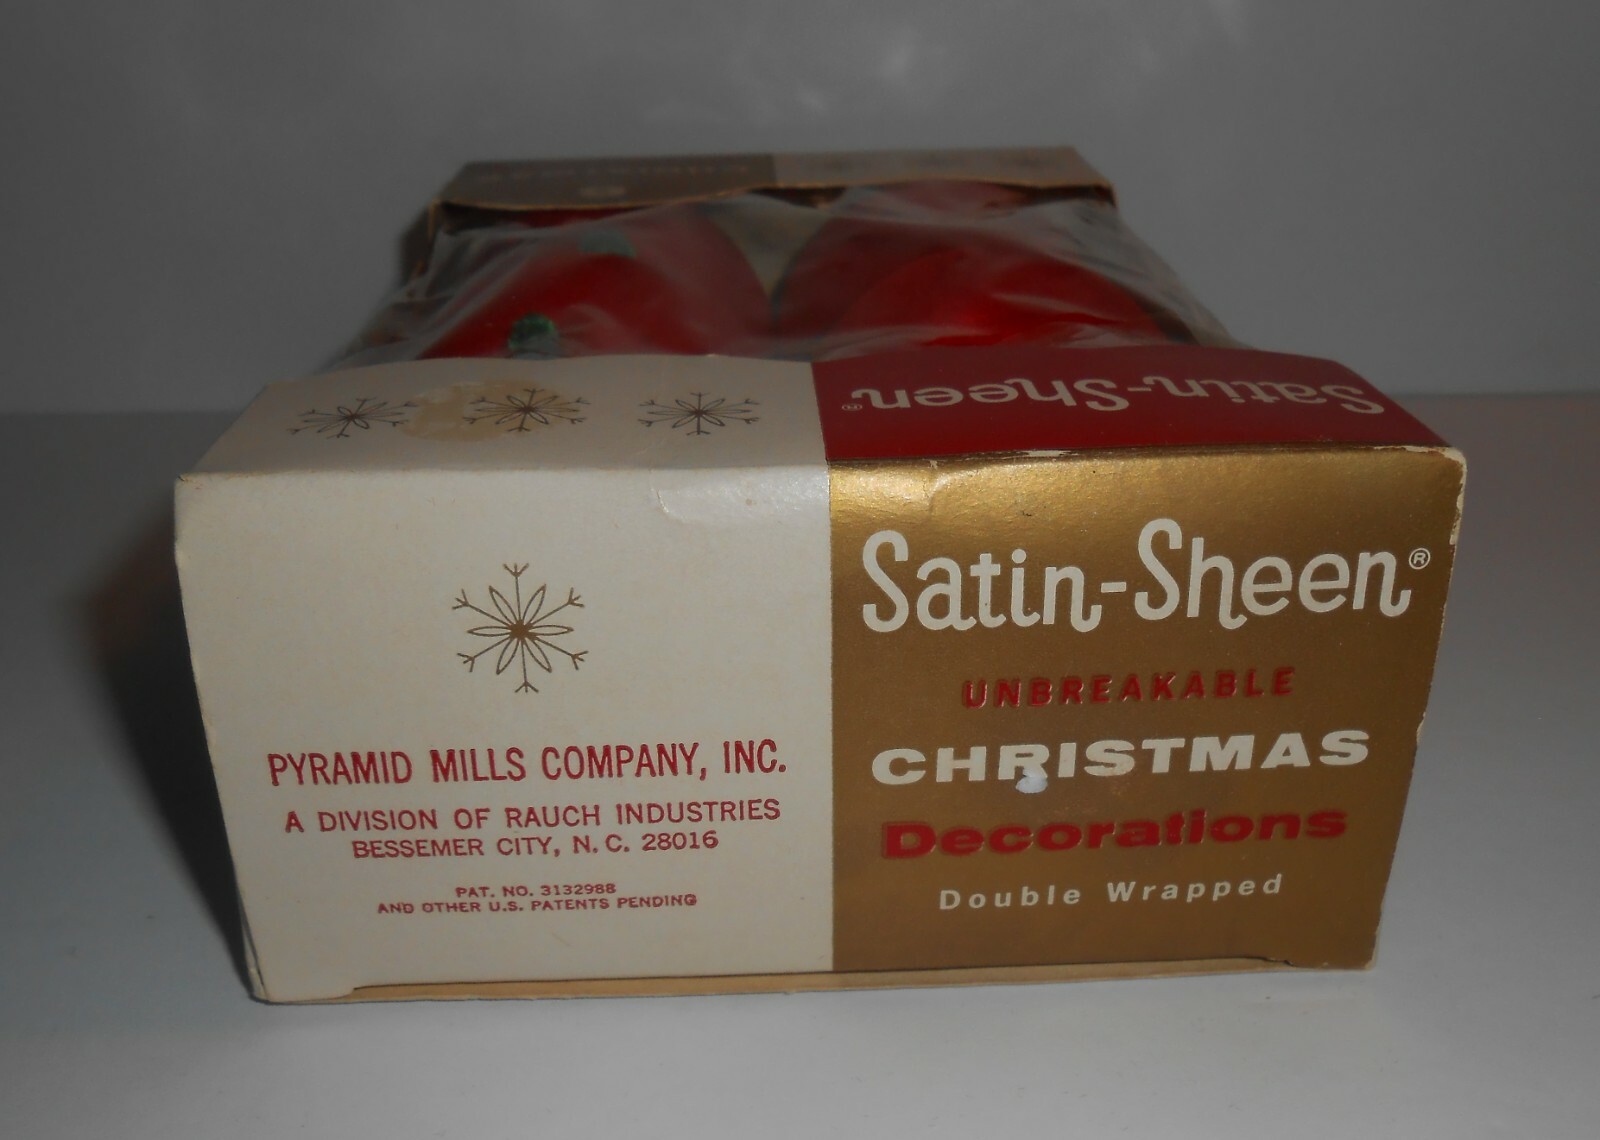 Satin-Sheen®
PYRAMID MILLS COMPANY, INC.
A DIVISION OF RAUCH INDUSTRIES
BESSEMER CITY, N. C. 28016
PAT. NO. 3132988
AND OTHER U.S. PATENTS PENDING
Satin-Sheen®
UNBREAKABLE
CHRISTMAS
Decorations
Double Wrapped